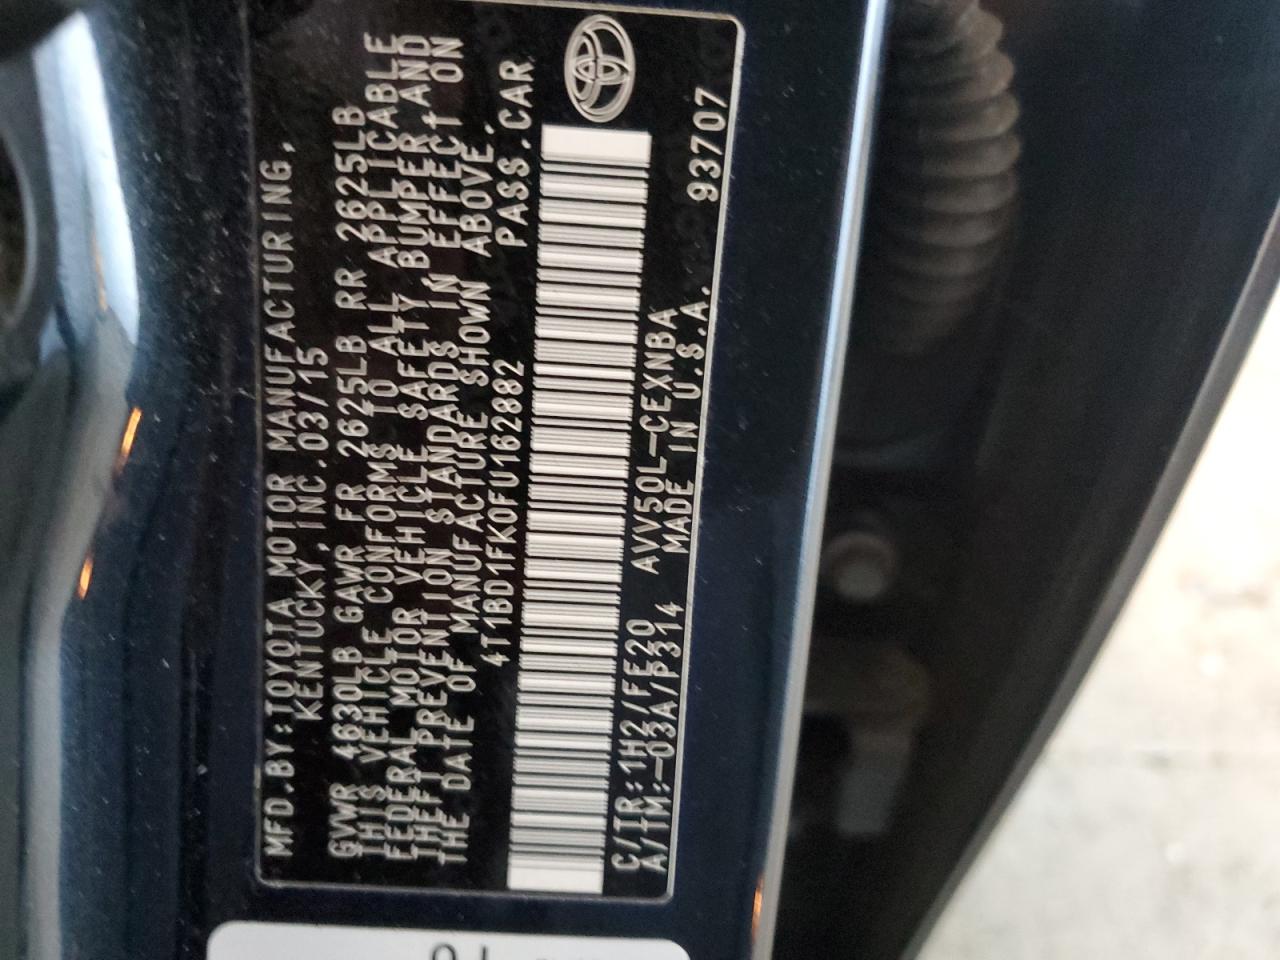 MFD.BY:TOYOTA MOTOR MANUFACTURING,
KENTUCKY,INC.03/15
GVWR 4630LB GAWR FR 2625LB RR 2625LB
THIS VEHICLE CONFORMS TO ALL APPLICABLE
FEDERAL MOTOR VEHICLE SAFETY,BUMPER,AND
THEFT PREVENTION STANDARDS IN EFFECT ON
THE DATE OF MANUFACTURE SHOWN ABOVE.
4T1BD1FK0FU162882 PASS.CAR
C/TR:1H2/FE20 AVV50L-CEXNBA
A/TM:-03A/P314 MADE IN U.S.A. 93707